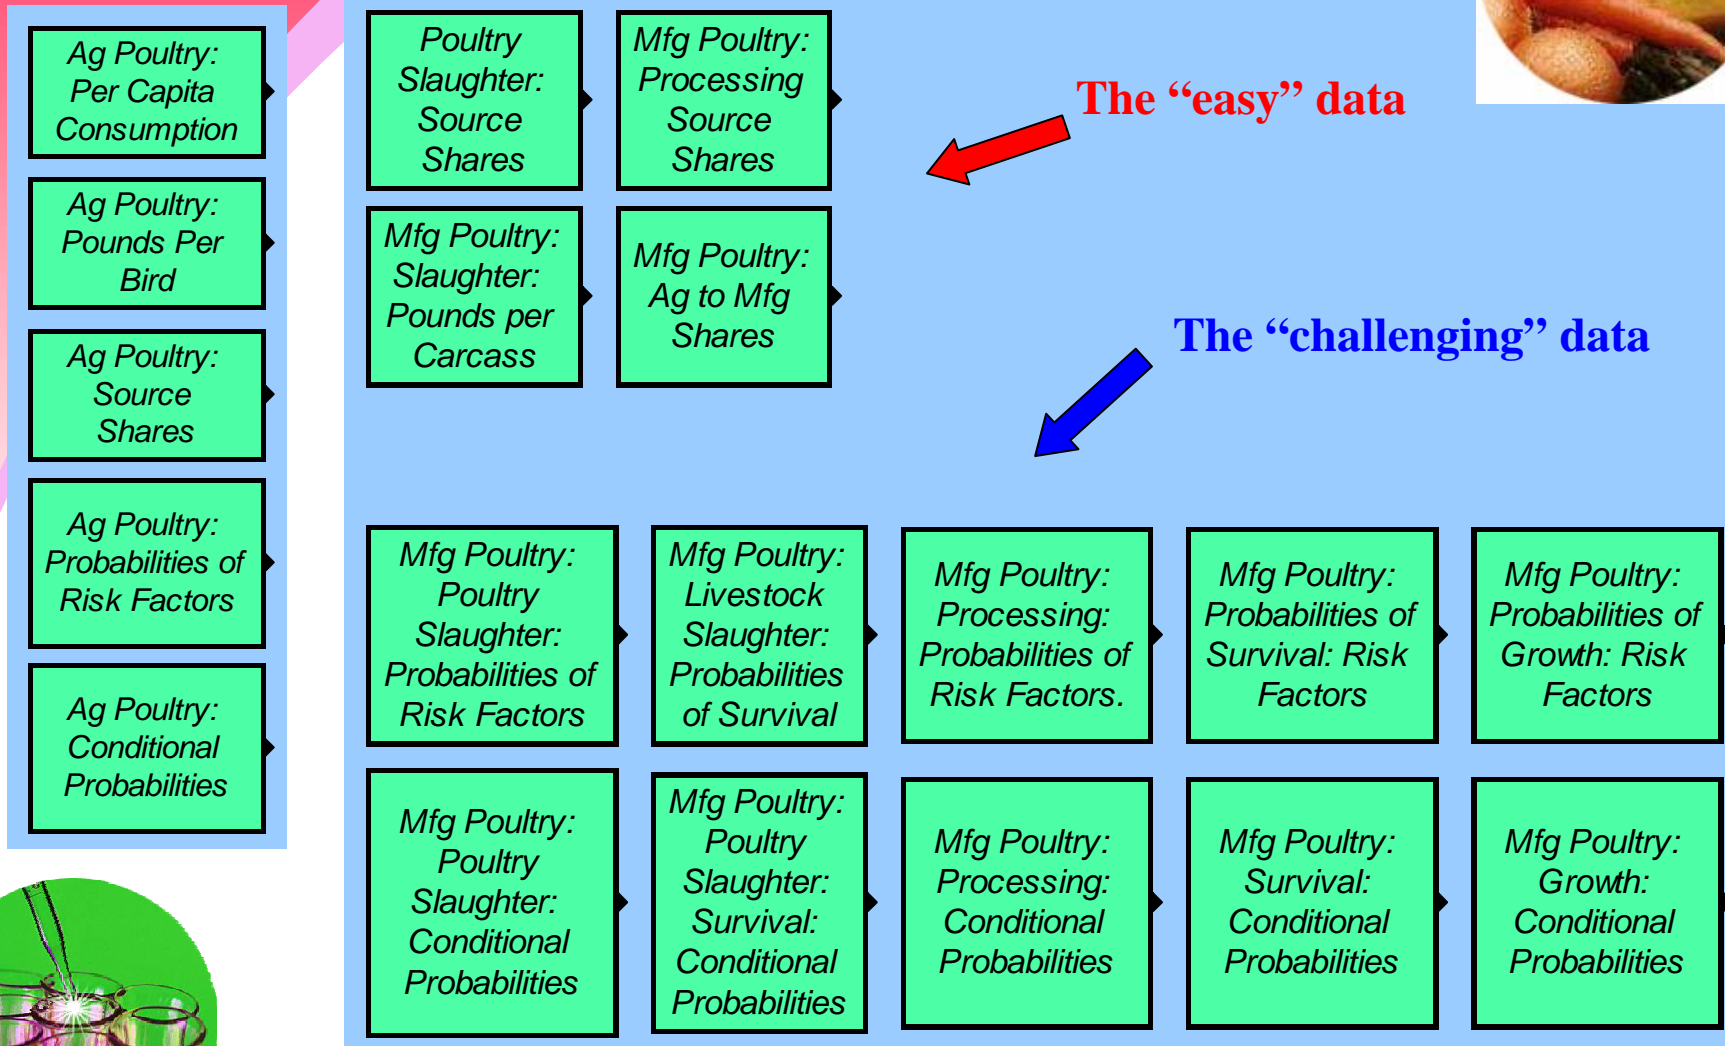 Ag Poultry:
Per Capita
Consumption
Ag Poultry:
Pounds Per
Bird
Ag Poultry:
Source
Shares
Ag Poultry:
Probabilities of
Risk Factors
Ag Poultry:
Conditional
Probabilities
Poultry
Slaughter:
Source
Shares
Mfg Poultry:
Processing
Source
Shares
The “easy” data
Mfg Poultry:
Slaughter:
Pounds per
Carcass
Mfg Poultry:
Ag to Mfg
Shares
The “challenging” data
Mfg Poultry:
Poultry
Slaughter:
Probabilities of
Risk Factors
Mfg Poultry:
Livestock
Slaughter:
Probabilities
of Survival
Mfg Poultry:
Processing:
Probabilities of
Risk Factors.
Mfg Poultry:
Probabilities of
Survival: Risk
Factors
Mfg Poultry:
Probabilities of
Growth: Risk
Factors
Mfg Poultry:
Poultry
Slaughter:
Conditional
Probabilities
Mfg Poultry:
Poultry
Slaughter:
Survival:
Conditional
Probabilities
Mfg Poultry:
Processing:
Conditional
Probabilities
Mfg Poultry:
Survival:
Conditional
Probabilities
Mfg Poultry:
Growth:
Conditional
Probabilities